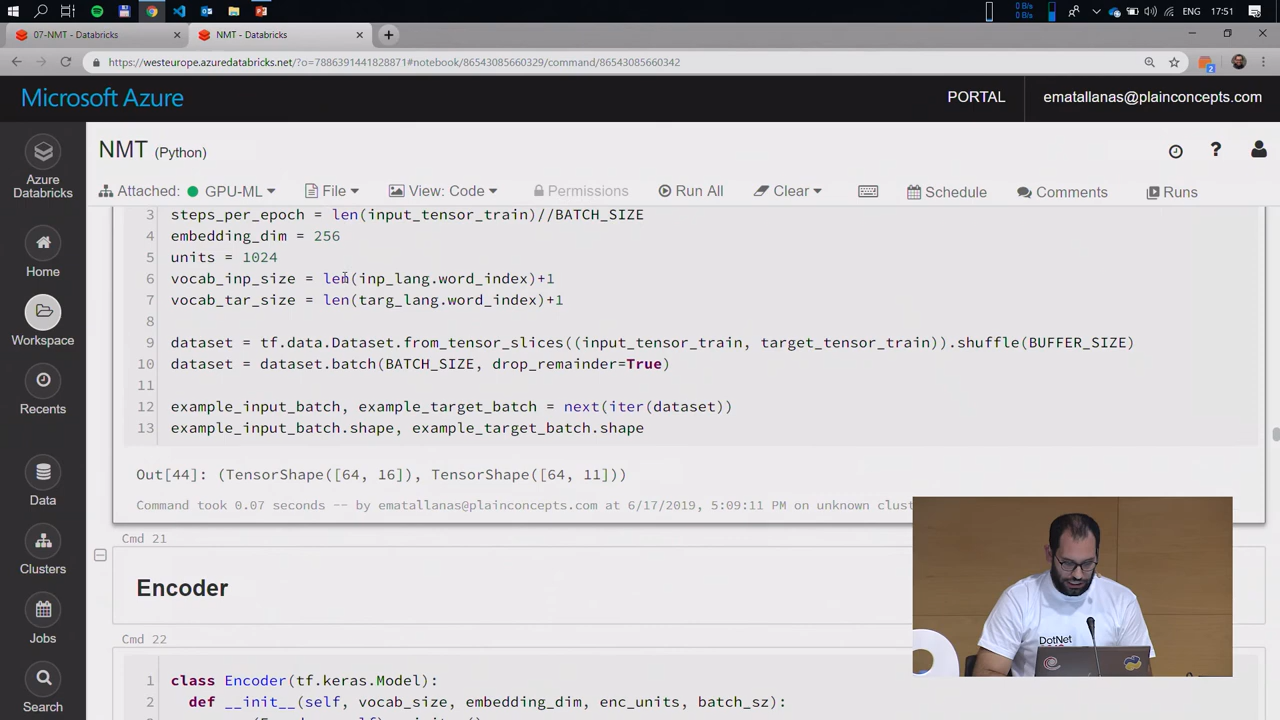 ENG
17:51
07-NMT - Databricks
NMT - Databricks
https://westeurope.azuredatabricks.net/?o=7886391441828871#notebook/86543085660329/command/86543085660342
2
Microsoft Azure
PORTAL
ematallanas@plainconcepts.com
Azure
Databricks
Home
Workspace
Recents
Data
Clusters
Jobs
Search
NMT (Python)
?
Attached: GPU-ML
File
View: Code
Permissions
Run All
Clear
Schedule
Comments
Runs
3 steps_per_epoch = len(input_tensor_train)//BATCH_SIZE
4 embedding_dim = 256
5 units = 1024
6 vocab_inp_size = len(inp_lang.word_index)+1
7 vocab_tar_size = len(targ_lang.word_index)+1
8
9 dataset = tf.data.Dataset.from_tensor_slices((input_tensor_train, target_tensor_train)).shuffle(BUFFER_SIZE)
10 dataset = dataset.batch(BATCH_SIZE, drop_remainder=True)
11
12 example_input_batch, example_target_batch = next(iter(dataset))
13 example_input_batch.shape, example_target_batch.shape
Out[44]: (TensorShape([64, 16]), TensorShape([64, 11]))
Command took 0.07 seconds -- by ematallanas@plainconcepts.com at 6/17/2019, 5:09:11 PM on unknown clust
Cmd 21
Encoder
Cmd 22
1 class Encoder(tf.keras.Model):
2 def __init__(self, vocab_size, embedding_dim, enc_units, batch_sz):
DotNet